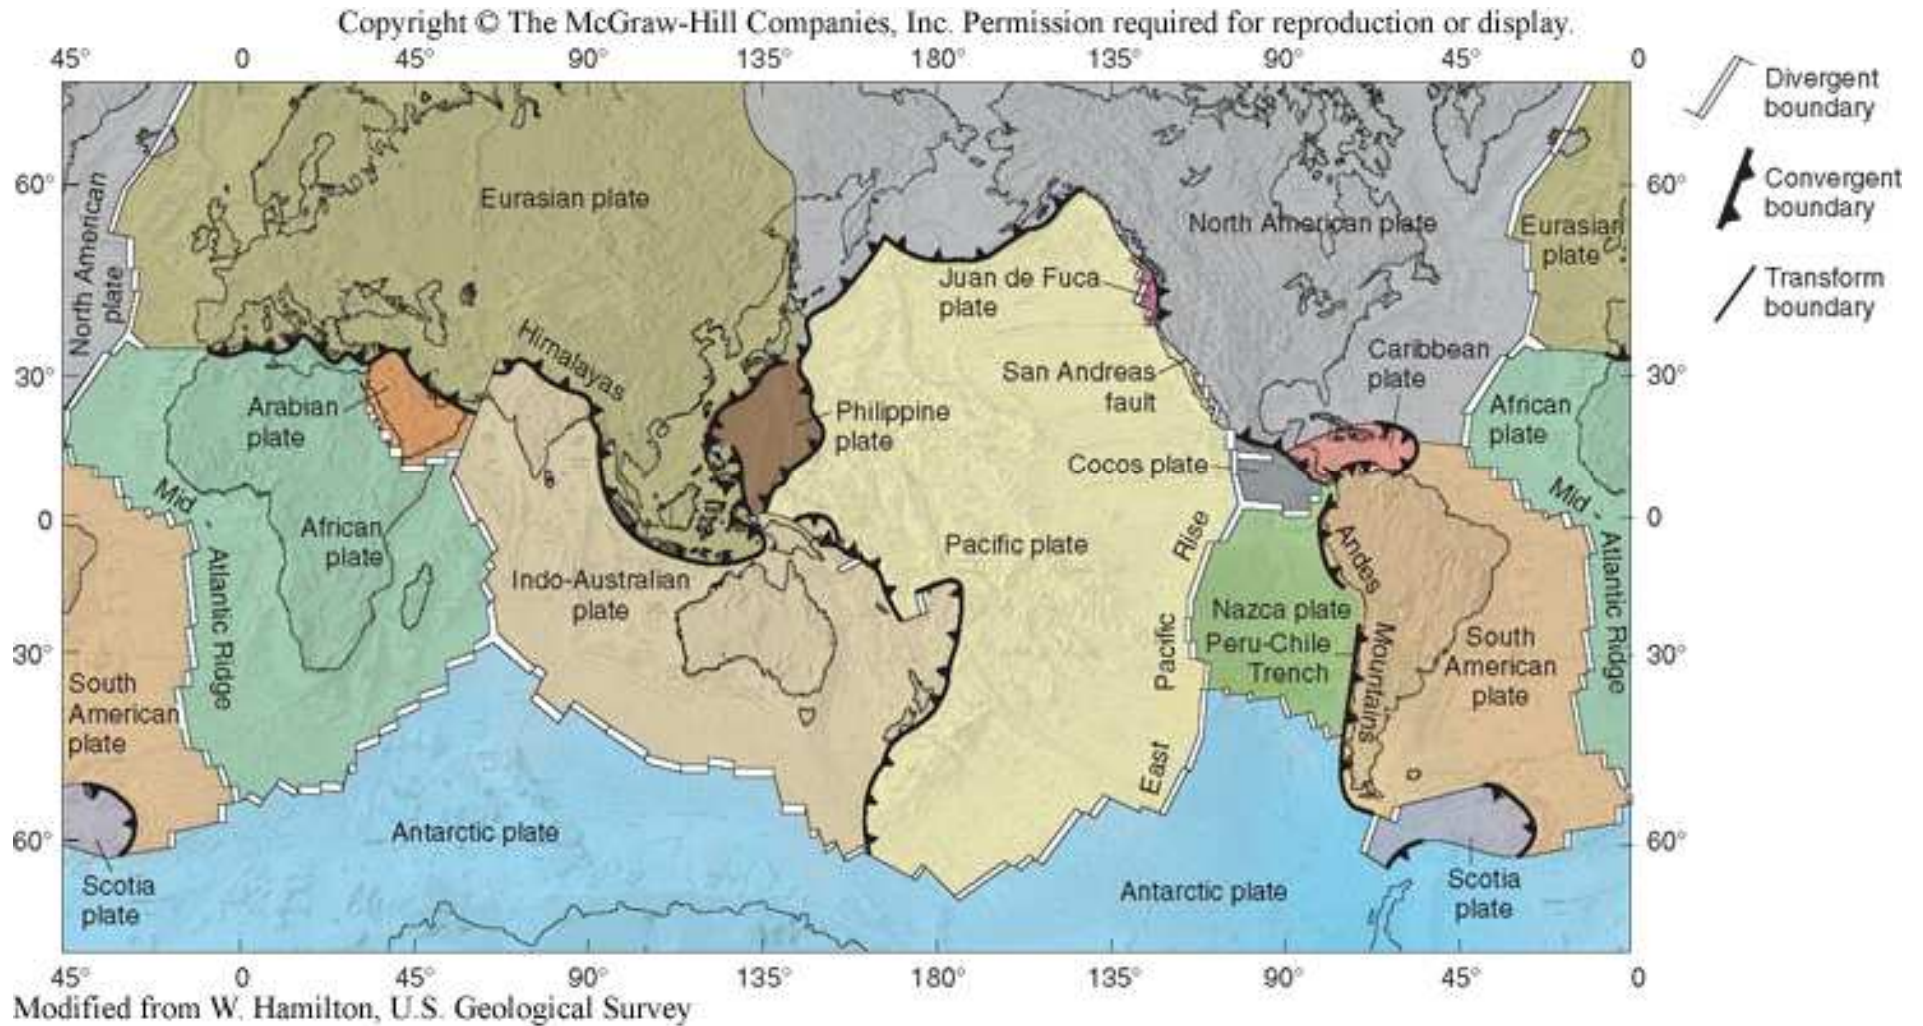 Copyright © The McGraw-Hill Companies, Inc. Permission required for reproduction or display.
45° 0 45° 90° 135° 180° 135° 90° 45° 0
Divergent
boundary
Convergent
boundary
Transform
boundary
60°
30°
0
30°
60°
60°
30°
0
30°
60°
North American
plate
Eurasian plate
North American plate
Eurasian
plate
Juan de Fuca
plate
Himalayas
San Andreas
fault
Caribbean
plate
Arabian
plate
Philippine
plate
African
plate
Cocos plate
Mid
-
Atlantic Ridge
African
plate
Pacific plate
Indo-Australian
plate
East
Pacific
Rise
Nazca plate
Peru-Chile
Trench
Andes
Mountains
South
American
plate
Mid -
Atlantic Ridge
South
American
plate
Antarctic plate
Antarctic plate
Scotia
plate
Scotia
plate
45° 0 45° 90° 135° 180° 135° 90° 45° 0
Modified from W. Hamilton, U.S. Geological Survey